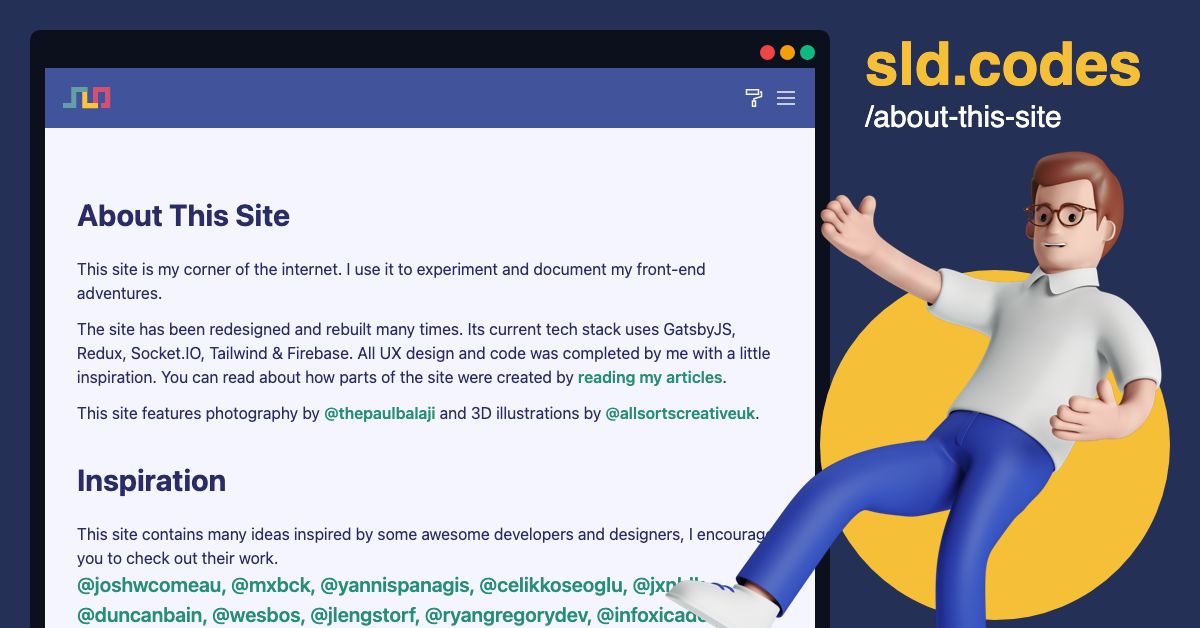 sld.codes
/about-this-site
SLD
About This Site
This site is my corner of the internet. I use it to experiment and document my front-end
adventures.
The site has been redesigned and rebuilt many times. Its current tech stack uses GatsbyJS,
Redux, Socket.IO, Tailwind & Firebase. All UX design and code was completed by me with a little
inspiration. You can read about how parts of the site were created by reading my articles.
This site features photography by @thepaulbalaji and 3D illustrations by @allsortscreativeuk.
Inspiration
This site contains many ideas inspired by some awesome developers and designers, I encourag
you to check out their work.
@joshwcomeau, @mxbck, @yannispanagis, @celikkoseoglu,
@duncanbain, @wesbos, @jlengstorf, @ryangregorydev,